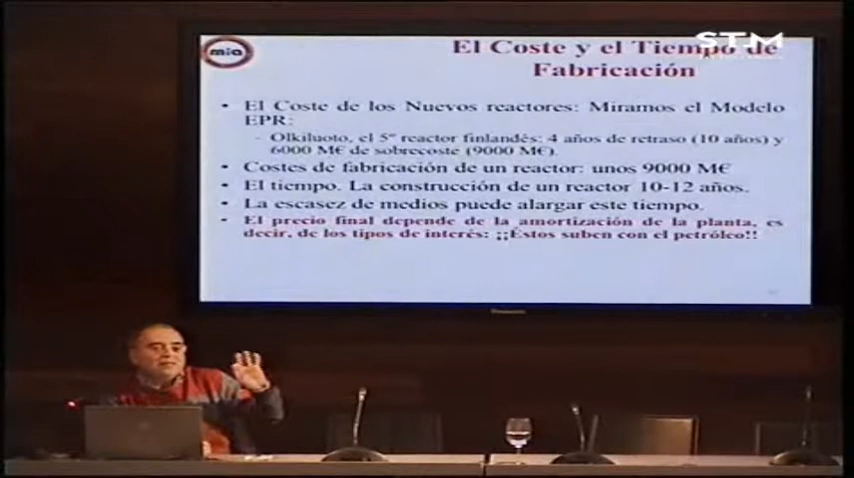 mia
STM
El Coste y el Tiempo de
Fabricación
• El Coste de los Nuevos reactores: Miramos el Modelo
EPR:
- Olkiluoto, el 5º reactor finlandés: 4 años de retraso (10 años) y
6000 M€ de sobrecoste (9000 M€).
• Costes de fabricación de un reactor: unos 9000 M€
• El tiempo. La construcción de un reactor 10-12 años.
• La escasez de medios puede alargar este tiempo.
• El precio final depende de la amortización de la planta, es
decir, de los tipos de interés: ¡¡Éstos suben con el petróleo!!
Panasonic